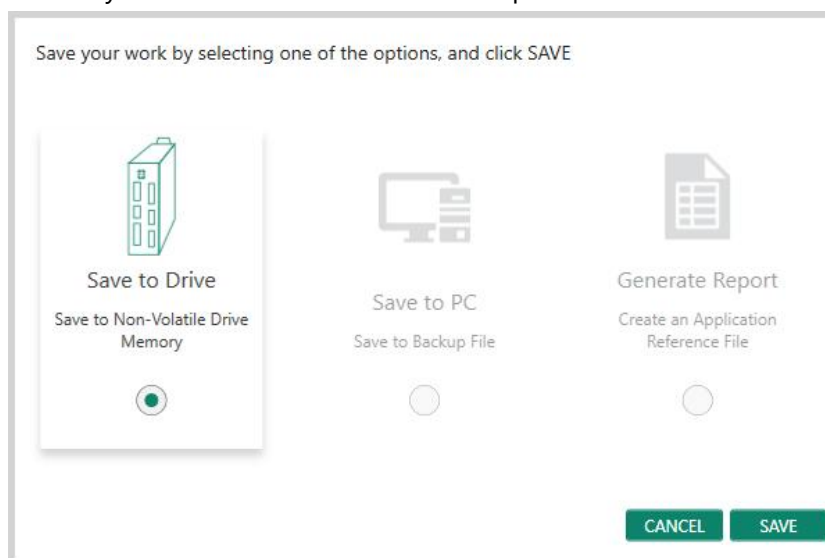 Save your work by selecting one of the options, and click SAVE
Save to Drive
Save to Non-Volatile Drive
Memory
Save to PC
Save to Backup File
Generate Report
Create an Application
Reference File
CANCEL
SAVE